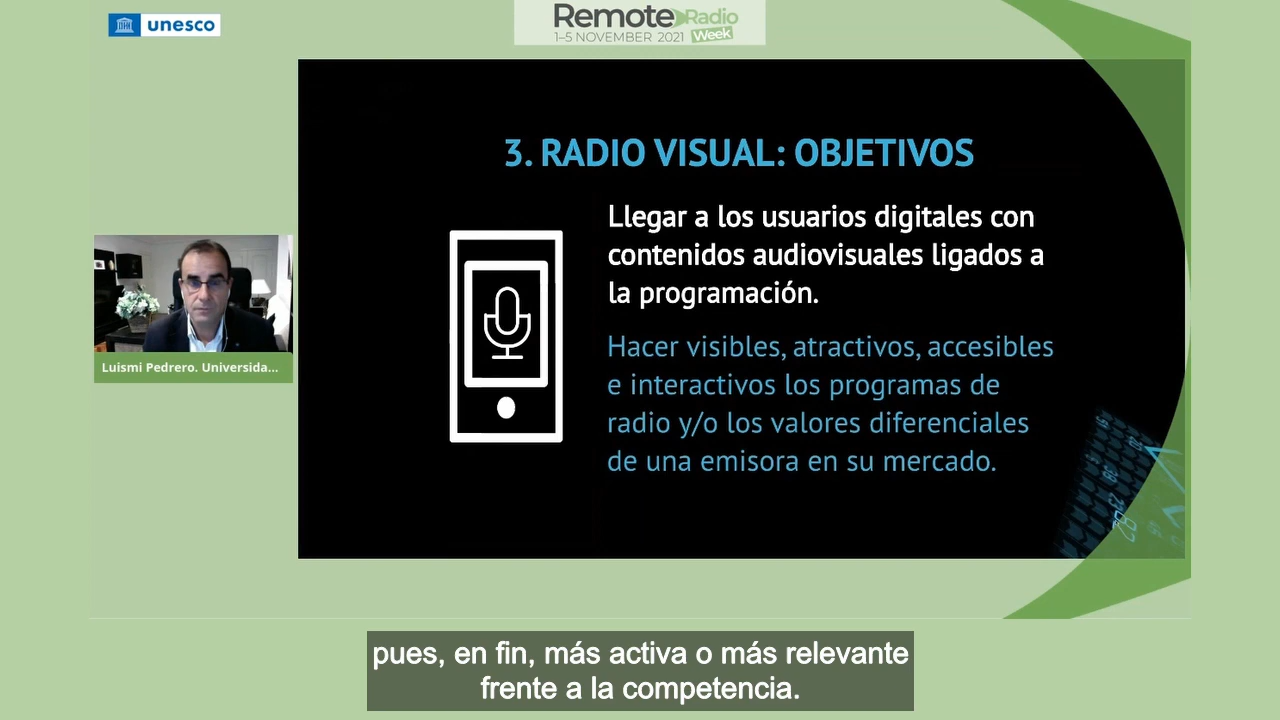 unesco
Remote Radio
1–5 NOVEMBER 2021 Week
3. RADIO VISUAL: OBJETIVOS
Llegar a los usuarios digitales con
contenidos audiovisuales ligados a
la programación.
Hacer visibles, atractivos, accesibles
e interactivos los programas de
radio y/o los valores diferenciales
de una emisora en su mercado.
Luismi Pedrero. Universida...
pues, en fin, más activa o más relevante
frente a la competencia.